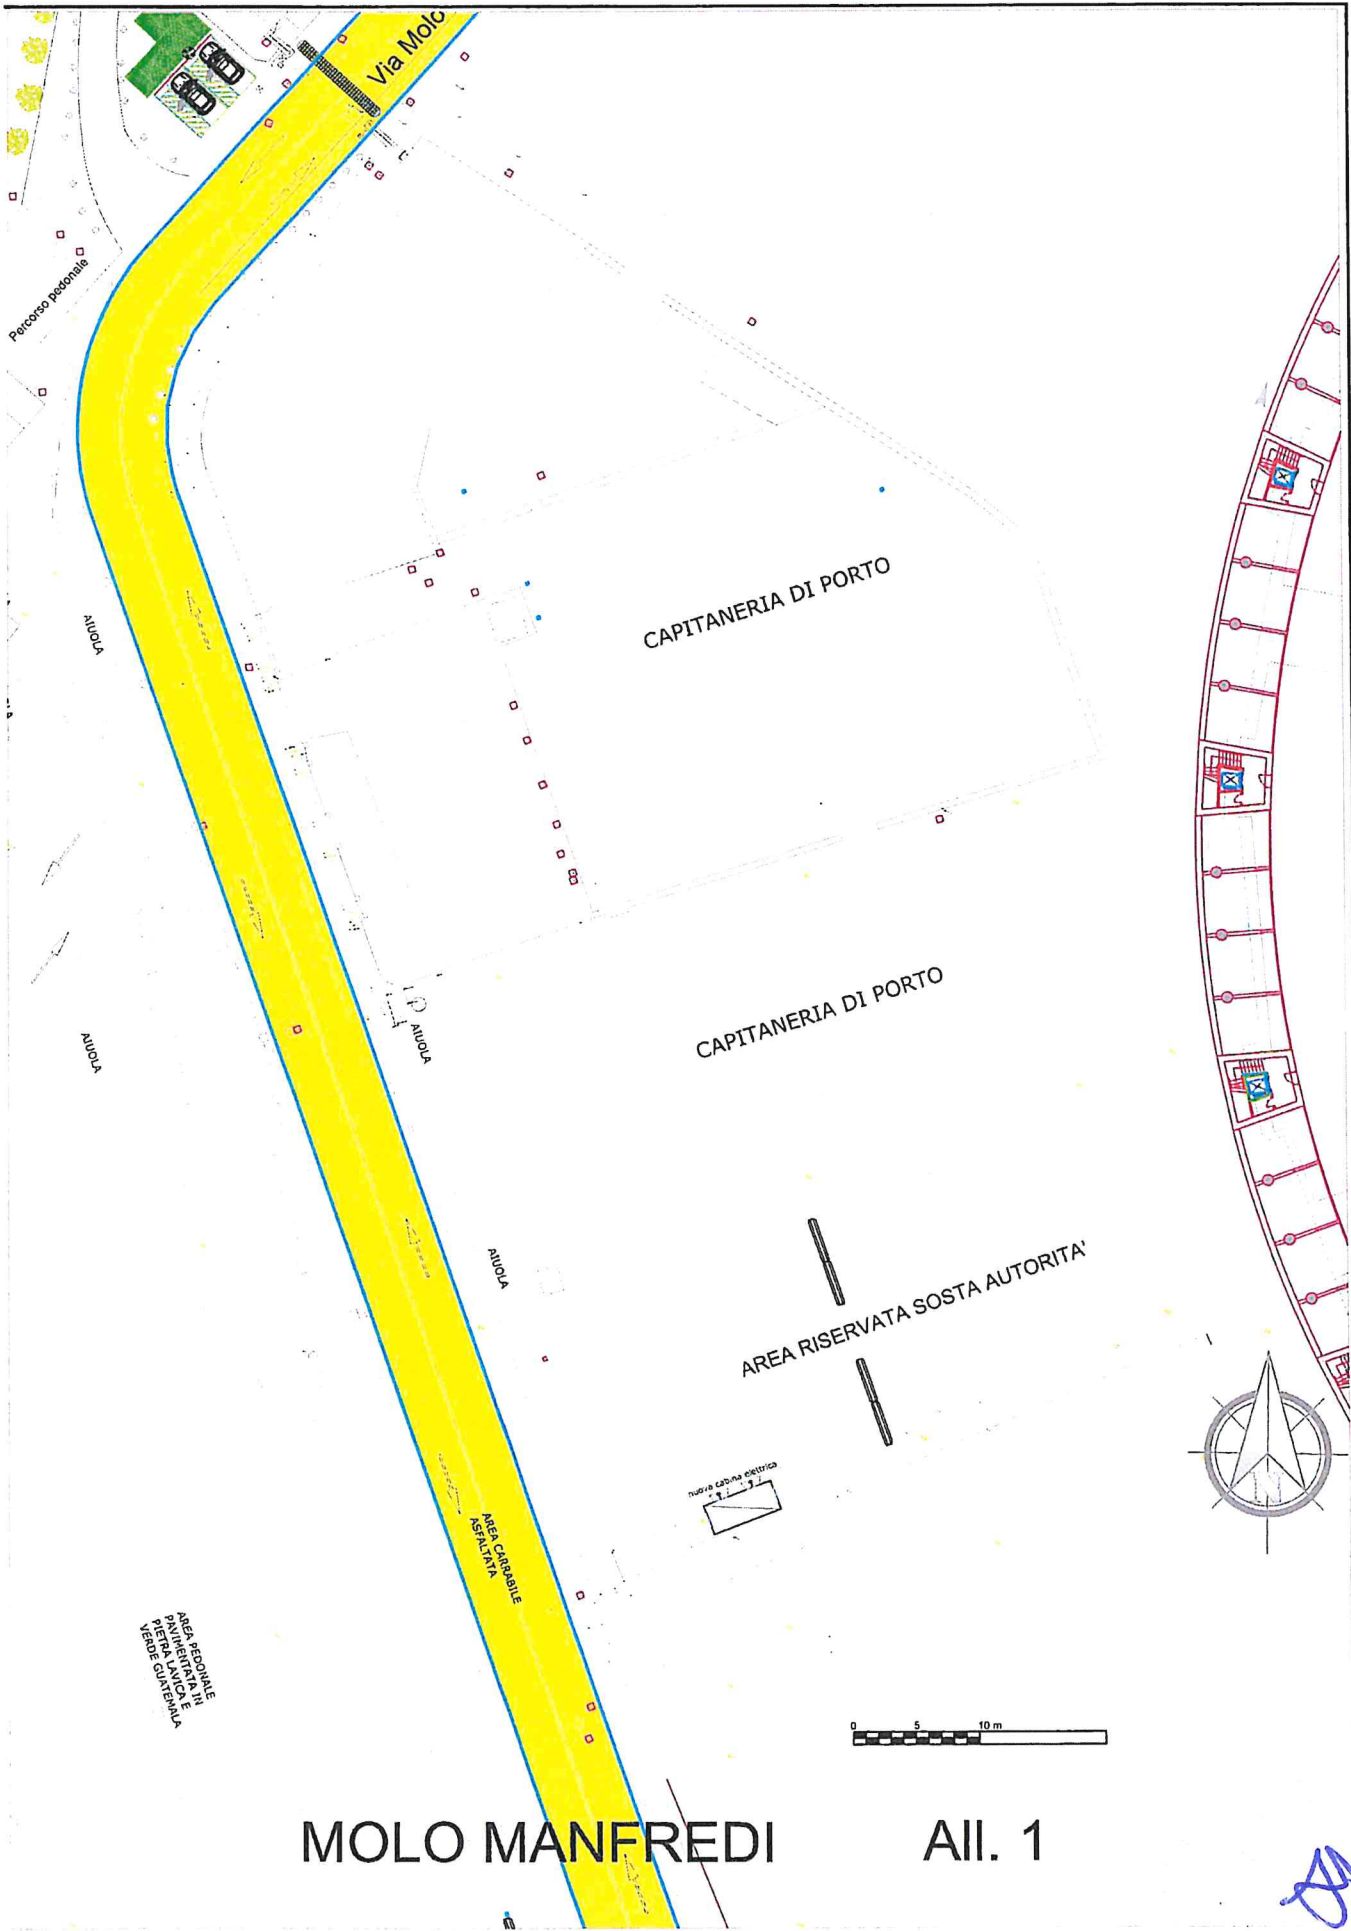 Via Molo
Percorso pedonale
CAPITANERIA DI PORTO
AIUOLA
CAPITANERIA DI PORTO
AIUOLA
AIUOLA
AIUOLA
AREA RISERVATA SOSTA AUTORITA'
N
nuova cabina elettrica
AREA CARRABILE
ASFALTATA
AREA PEDONALE
PAVIMENTATA IN
PIETRA LAVICA E
VERDE GUATEMALA
0 5 10 m
MOLO MANFREDI All. 1